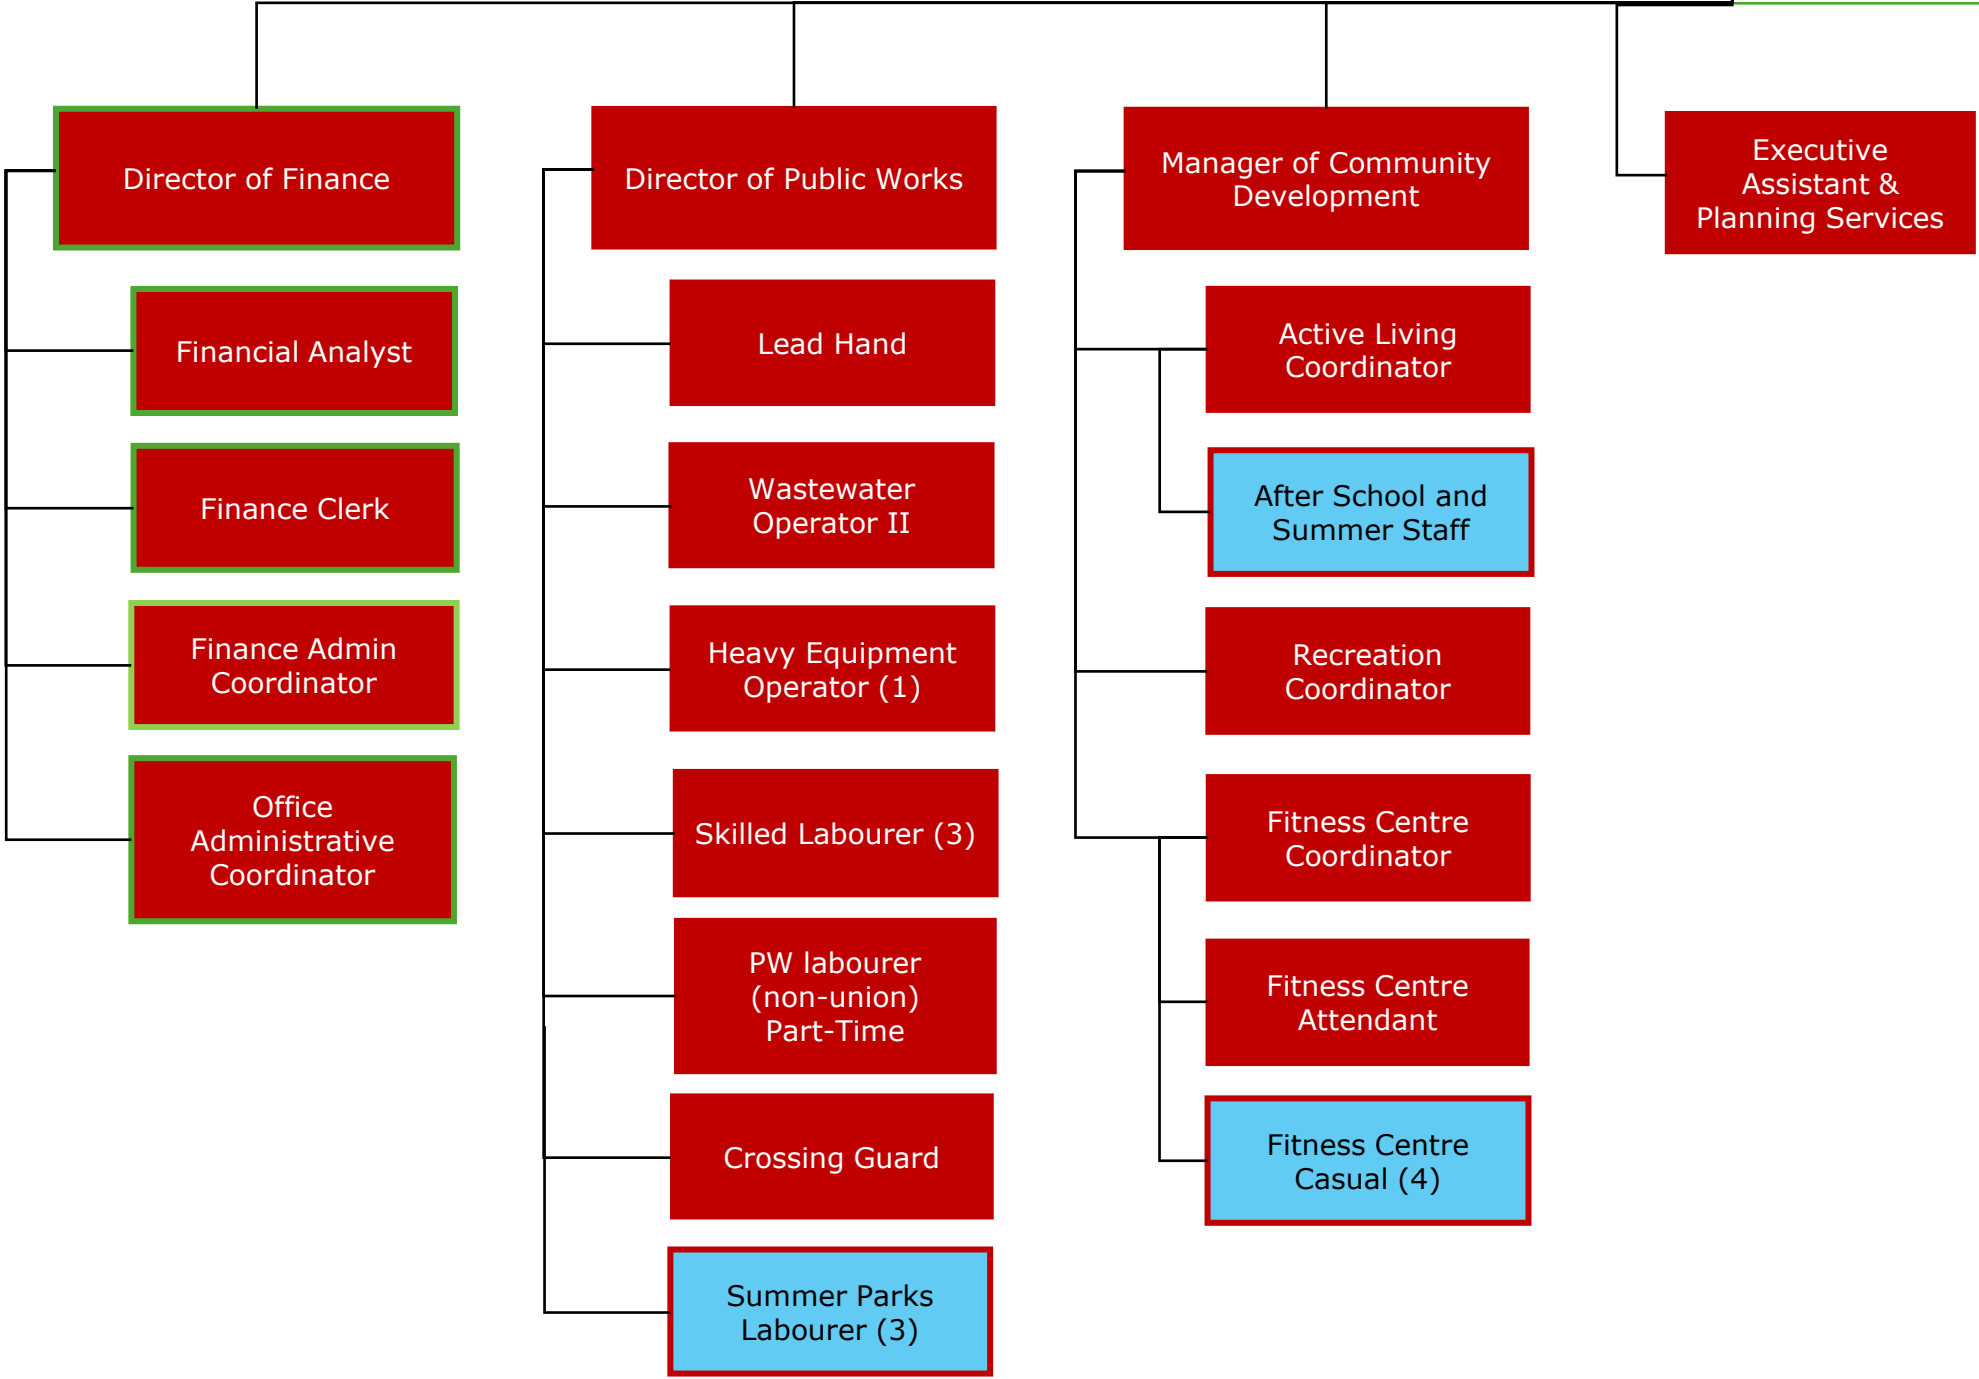 Director of Finance
Financial Analyst
Finance Clerk
Finance Admin
Coordinator
Office
Administrative
Coordinator
Director of Public Works
Lead Hand
Wastewater
Operator II
Heavy Equipment
Operator (1)
Skilled Labourer (3)
PW labourer
(non-union)
Part-Time
Crossing Guard
Summer Parks
Labourer (3)
Manager of Community
Development
Active Living
Coordinator
After School and
Summer Staff
Recreation
Coordinator
Fitness Centre
Coordinator
Fitness Centre
Attendant
Fitness Centre
Casual (4)
Executive
Assistant &
Planning Services